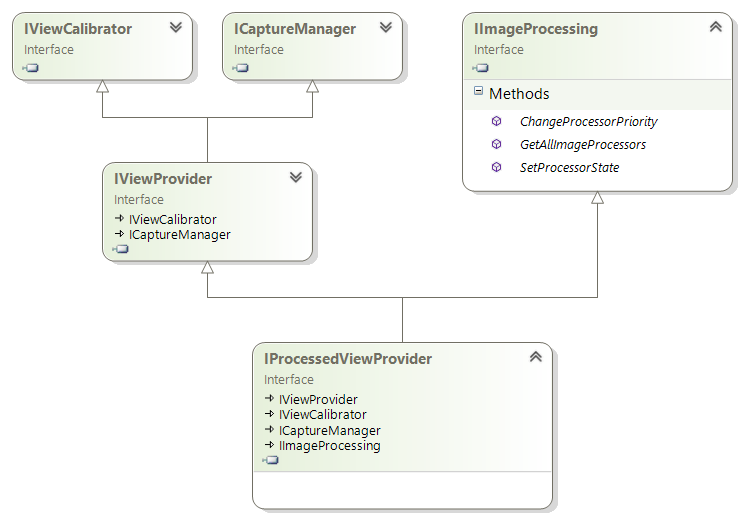 IViewCalibrator
Interface
ICaptureManager
Interface
IImageProcessing
Interface
Methods
ChangeProcessorPriority
GetAllImageProcessors
SetProcessorState
IViewProvider
Interface
IViewCalibrator
ICaptureManager
IProcessedViewProvider
Interface
IViewProvider
IViewCalibrator
ICaptureManager
IImageProcessing